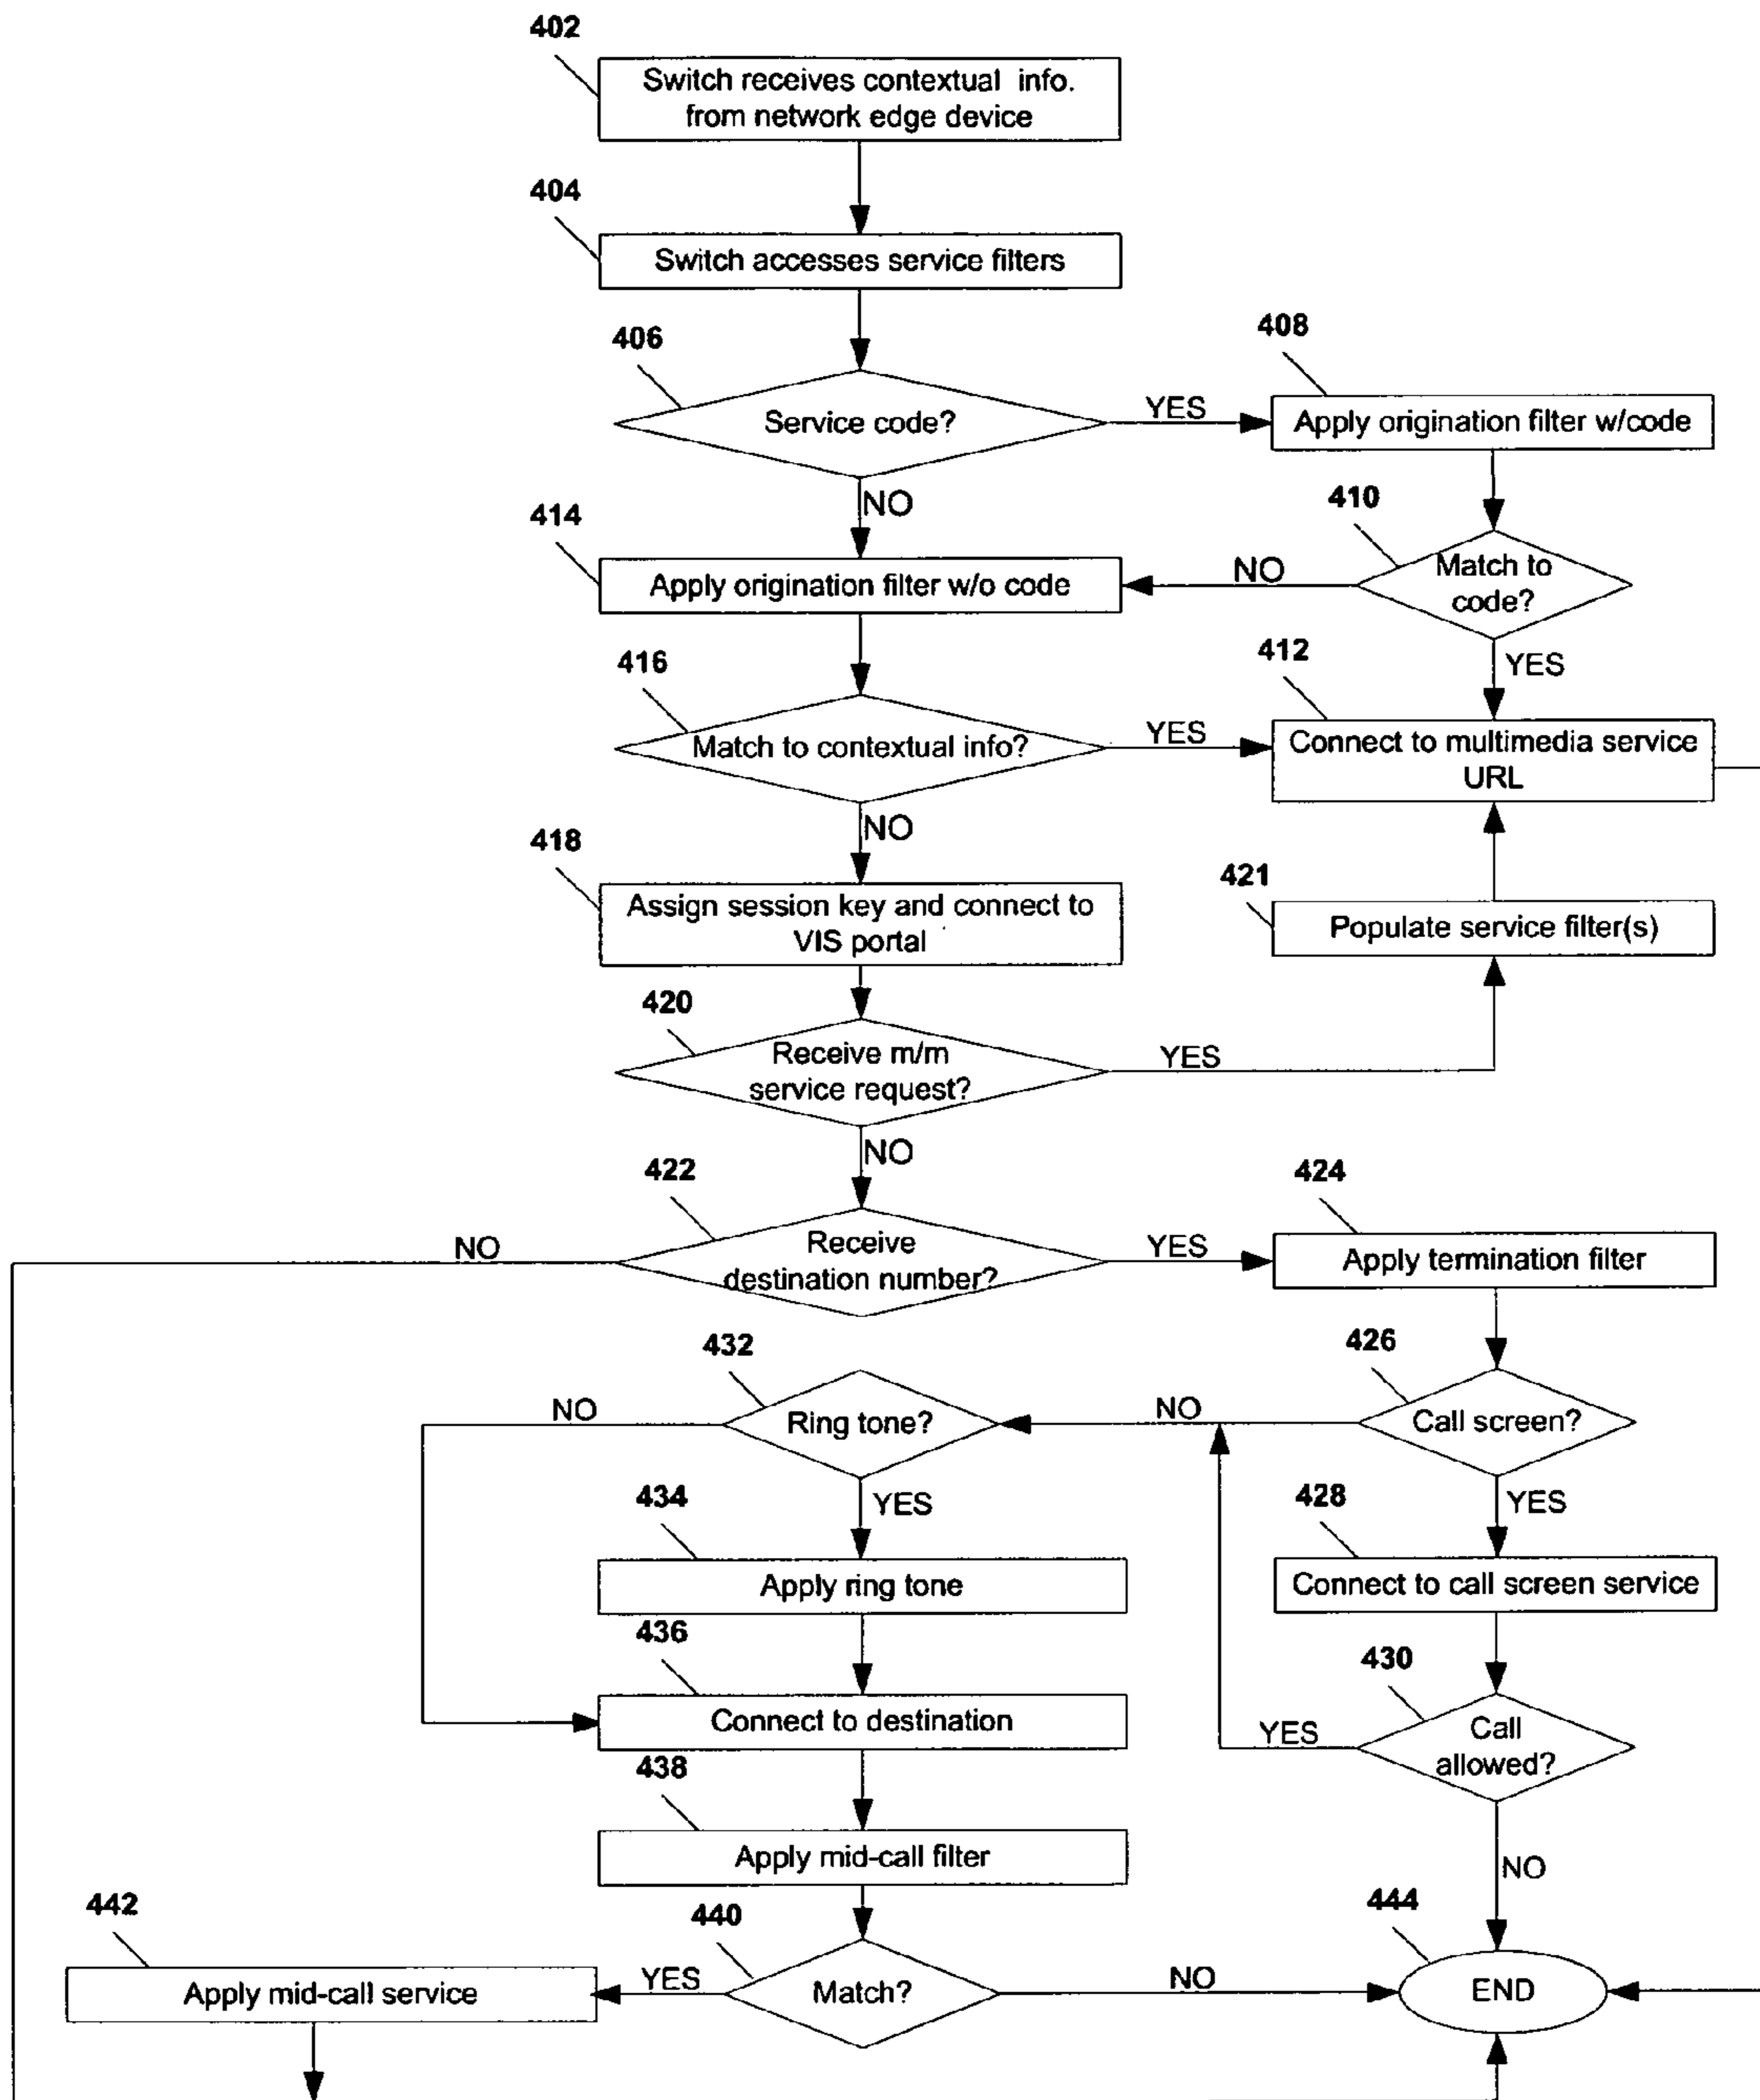 402
Switch receives contextual info.
from network edge device
404
Switch accesses service filters
406
Service code?
YES
408
Apply origination filter w/code
NO
410
Match to
code?
NO
YES
414
Apply origination filter w/o code
412
Connect to multimedia service
URL
416
Match to contextual info?
YES
NO
418
Assign session key and connect to
VIS portal
421
Populate service filter(s)
420
Receive m/m
service request?
YES
NO
422
Receive
destination number?
NO
YES
424
Apply termination filter
426
Call screen?
NO
YES
432
Ring tone?
NO
YES
428
Connect to call screen service
434
Apply ring tone
430
Call
allowed?
YES
NO
436
Connect to destination
438
Apply mid-call filter
440
Match?
YES
NO
442
Apply mid-call service
444
END